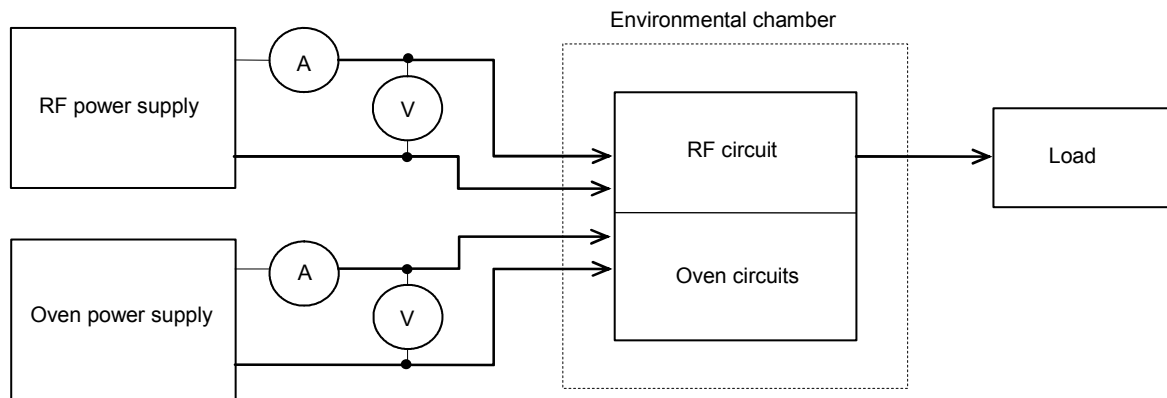 Environmental chamber
A
RF power supply
V
RF circuit
Load
A
Oven power supply
V
Oven circuits